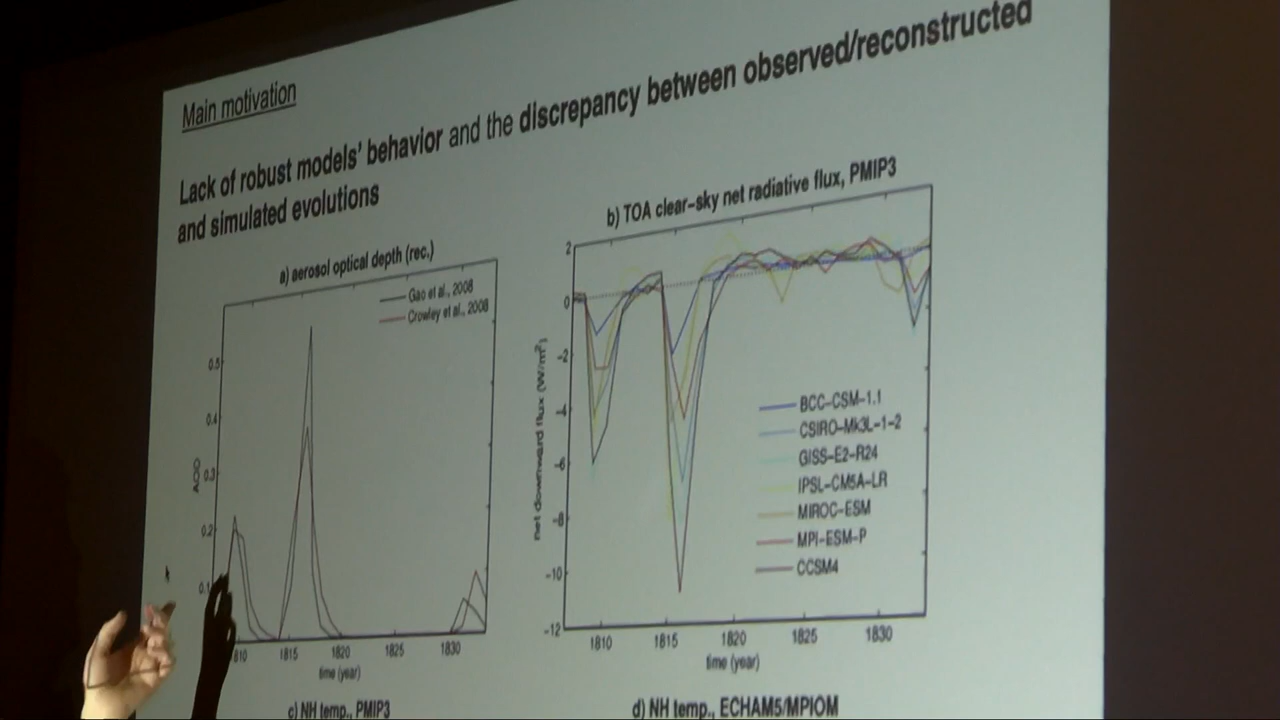 Main motivation
Lack of robust models' behavior and the discrepancy between observed/reconstructed
and simulated evolutions
a) aerosol optical depth (rec.)
Gao et al., 2008
Crowley et al., 2008
0.5
0.4
0.3
0.2
0.1
AOD
810 1815 1820 1825 1830
time (year)
b) TOA clear-sky net radiative flux, PMIP3
2
0
-2
-4
-6
-8
-10
-12
net downward flux (W/m²)
BCC-CSM-1.1
CSIRO-Mk3L-1-2
GISS-E2-R24
IPSL-CM5A-LR
MIROC-ESM
MPI-ESM-P
CCSM4
1810 1815 1820 1825 1830
time (year)
c) NH temp., PMIP3
d) NH temp., ECHAM5/MPIOM